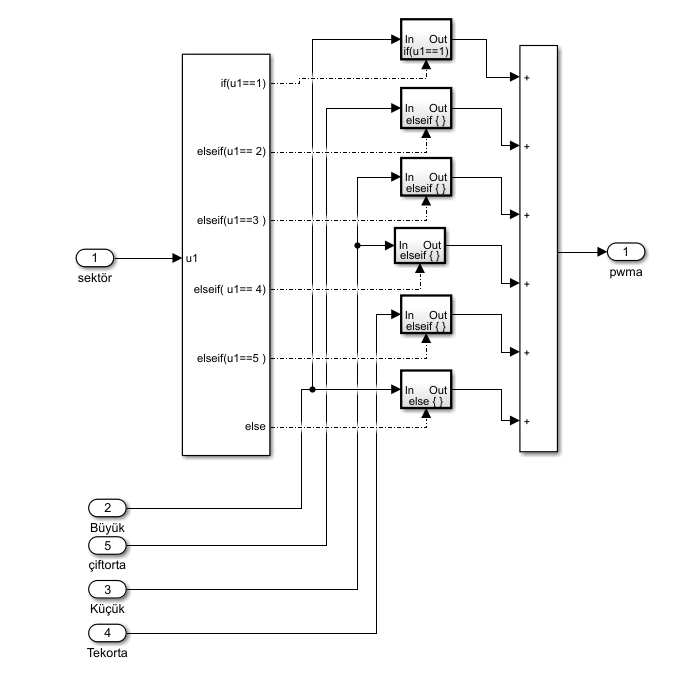 In Out
if(u1==1)
if(u1==1)
+
In Out
elseif { }
elseif(u1== 2)
+
In Out
elseif { }
elseif(u1==3 )
+
1
sektör
u1
In Out
elseif { }
1
pwma
elseif( u1== 4)
+
In Out
elseif { }
elseif(u1==5 )
+
In Out
else { }
else
+
2
Büyük
5
çiftorta
3
Küçük
4
Tekorta